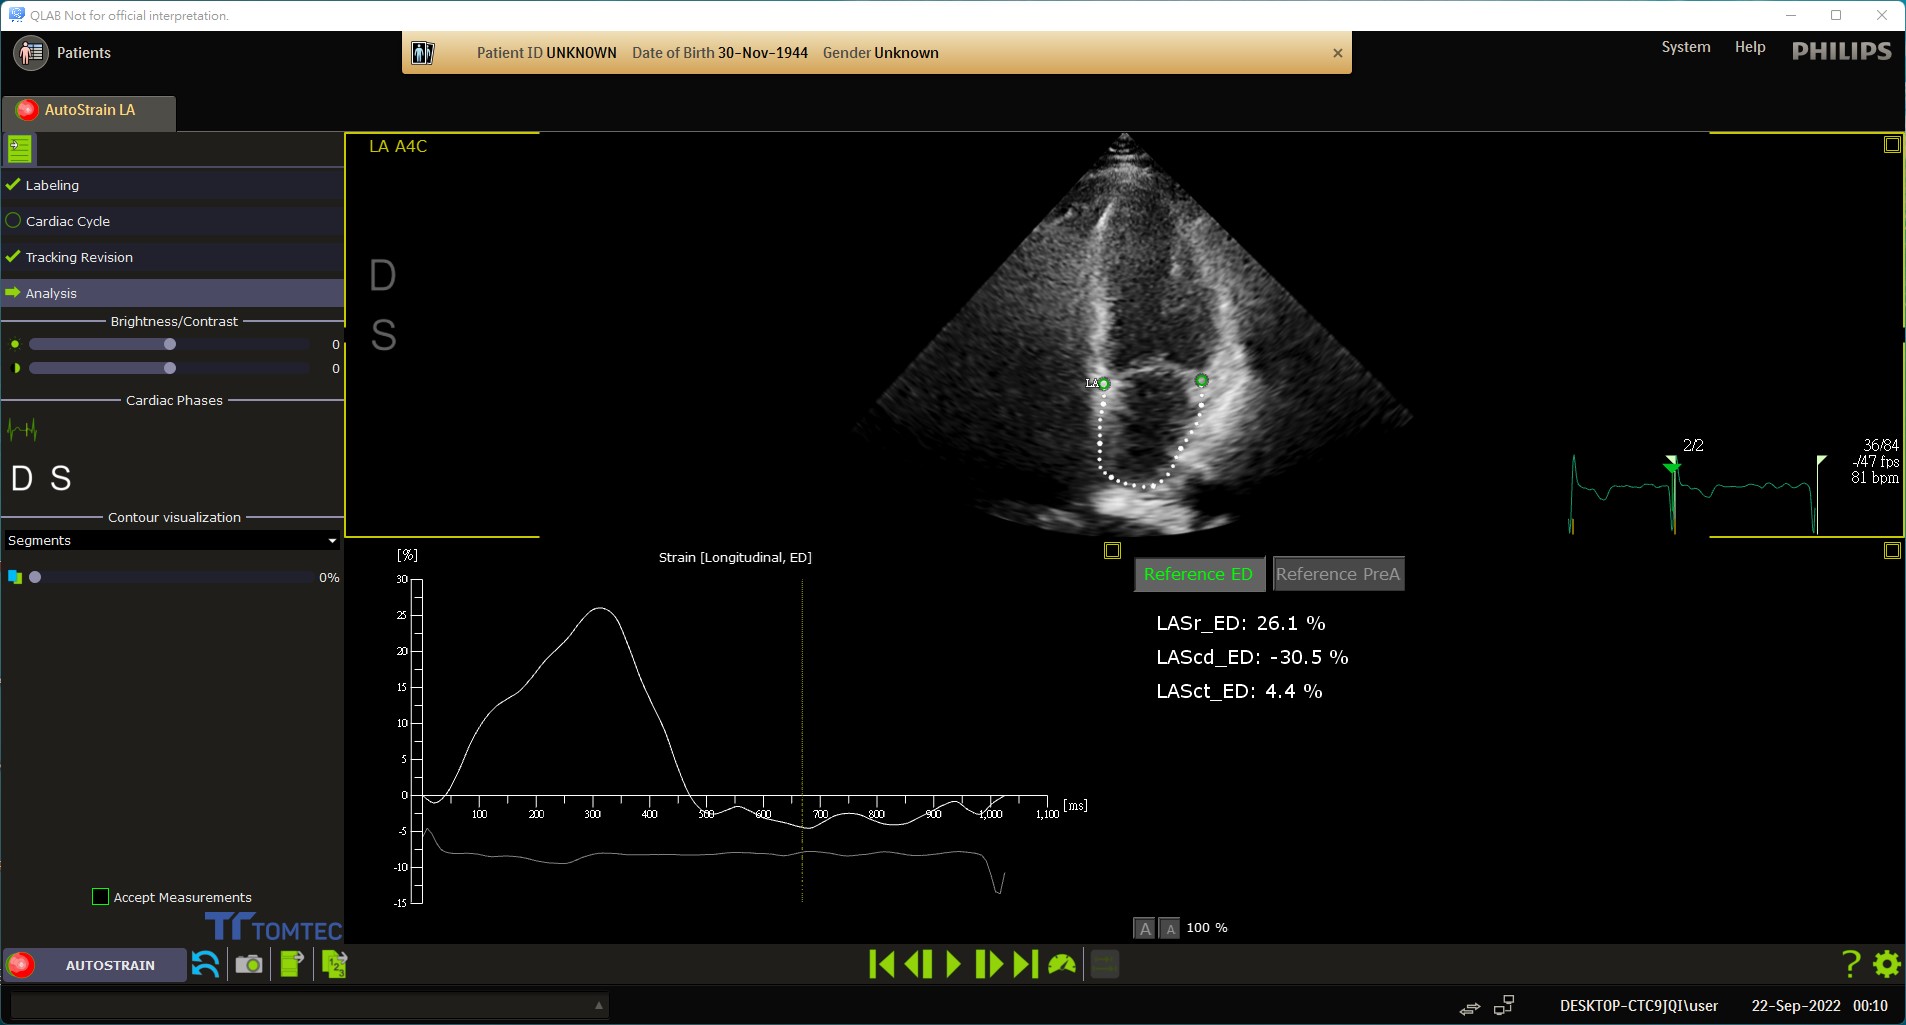 QLAB Not for official interpretation.
Patients
Patient ID UNKNOWN Date of Birth 30-Nov-1944 Gender Unknown
System Help PHILIPS
AutoStrain LA
Labeling
Cardiac Cycle
Tracking Revision
Analysis
Brightness/Contrast
0
0
Cardiac Phases
D S
Contour visualization
Segments
0%
Accept Measurements
TOMTEC
LA A4C
D
S
LA
2/2
36/84
-/47 fps
81 bpm
Strain [Longitudinal, ED]
[%]
30
25
20
15
10
5
0
-5
-10
-15
100 200 300 400 500 600 700 800 900 1,000 1,100 [ms]
Reference ED Reference PreA
LASr_ED: 26.1 %
LAScd_ED: -30.5 %
LASct_ED: 4.4 %
A A 100 %
AUTOSTRAIN
1 2 3
?
DESKTOP-CTC9JQI\user 22-Sep-2022 00:10